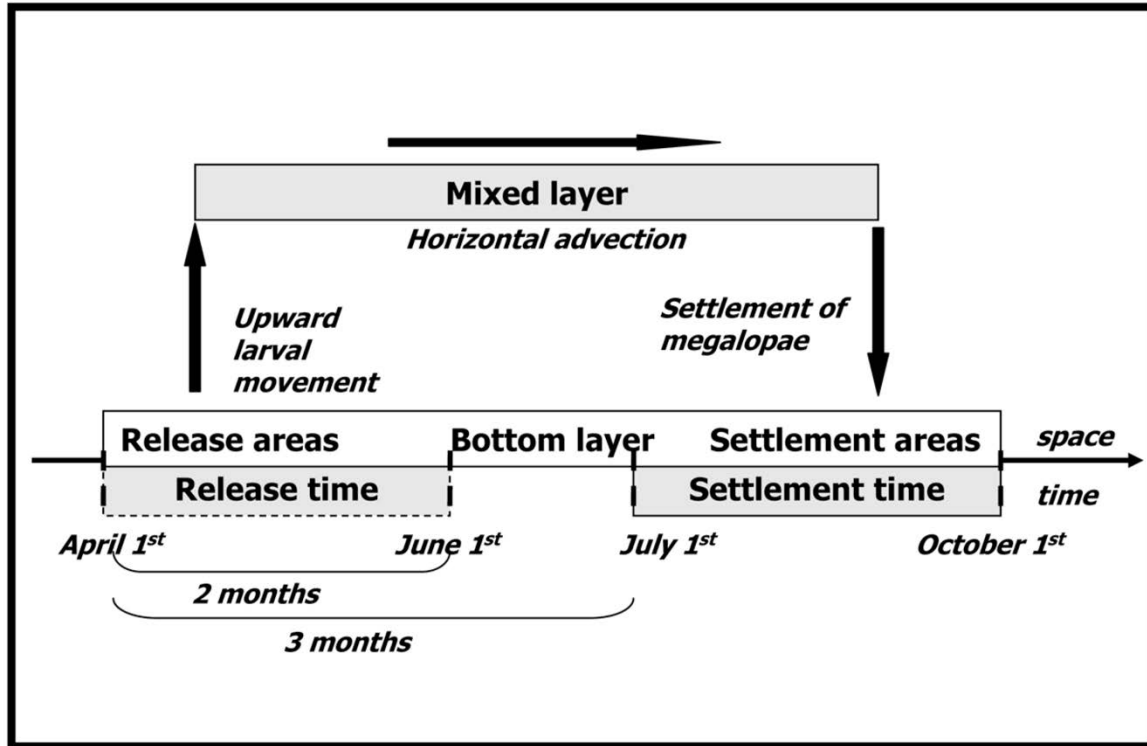 Mixed layer
Horizontal advection
Upward
larval
movement
Settlement of
megalopae
Release areas
Bottom layer
Settlement areas
space
Release time
Settlement time
time
April 1st
June 1st
July 1st
October 1st
2 months
3 months